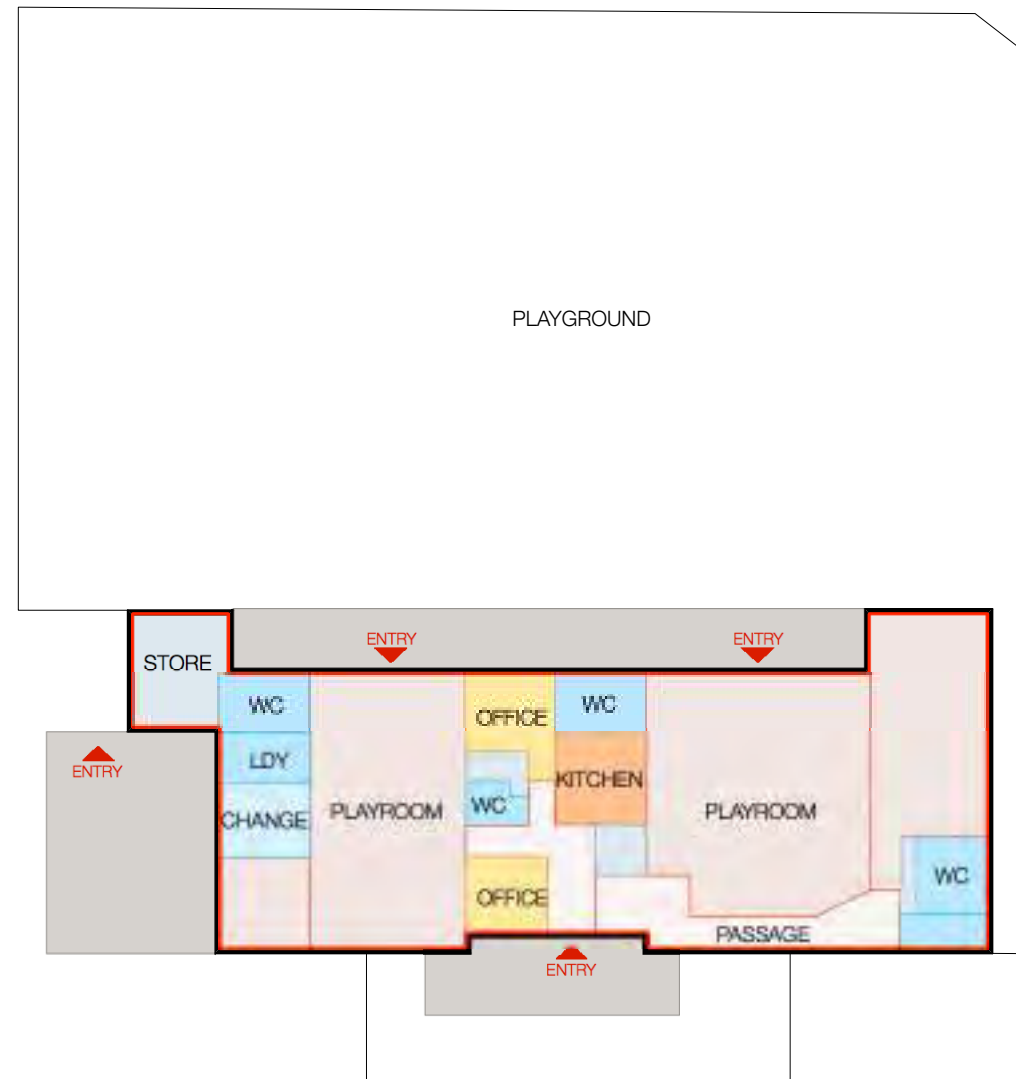 PLAYGROUND
ENTRY
ENTRY
STORE
WC
OFFICE
WC
ENTRY
LDY
KITCHEN
CHANGE
PLAYROOM
WC
PLAYROOM
WC
OFFICE
PASSAGE
ENTRY